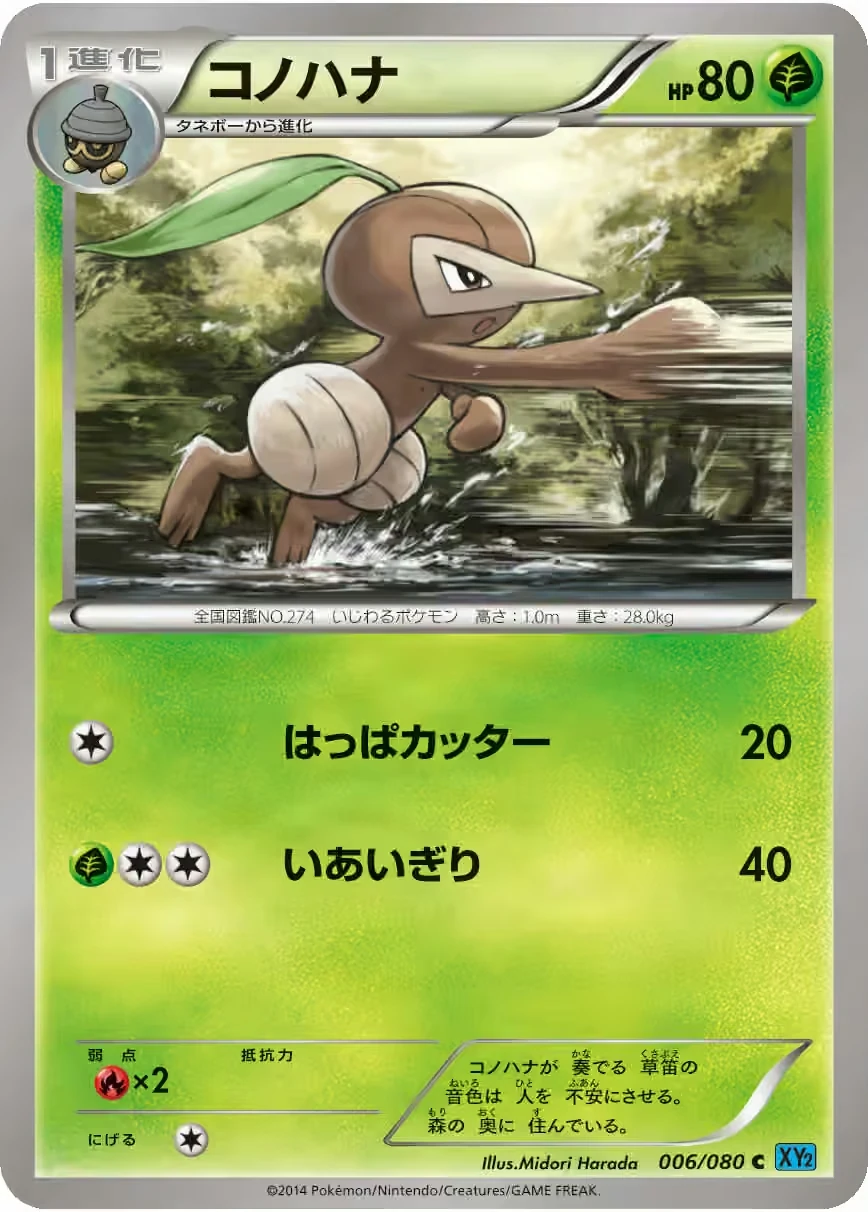 1進化
コノハナ
HP80
タネボーから進化
全国図鑑NO.274 いじわるポケモン 高さ：1.0m 重さ：28.0kg
はっぱカッター 20
いあいぎり 40
弱点 抵抗力
×2
にげる
コノハナが 奏でる 草笛の
音色は 人を 不安にさせる。
森の 奥に 住んでいる。
Illus.Midori Harada 006/080 C XY2
©2014 Pokémon/Nintendo/Creatures/GAME FREAK.